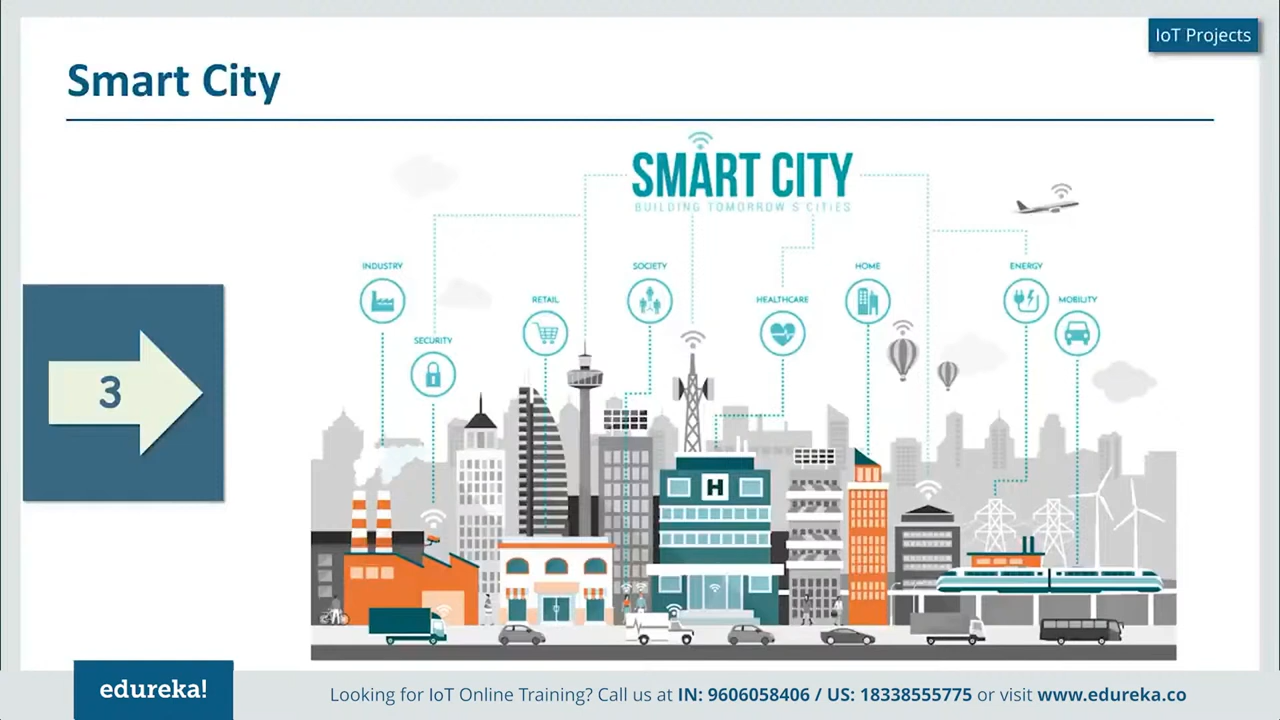 IoT Projects
Smart City
SMART CITY
BUILDING TOMORROW'S CITIES
INDUSTRY
SOCIETY
HOME
ENERGY
RETAIL
HEALTHCARE
MOBILITY
SECURITY
3
H
edureka!
Looking for IoT Online Training? Call us at IN: 9606058406 / US: 18338555775 or visit www.edureka.co